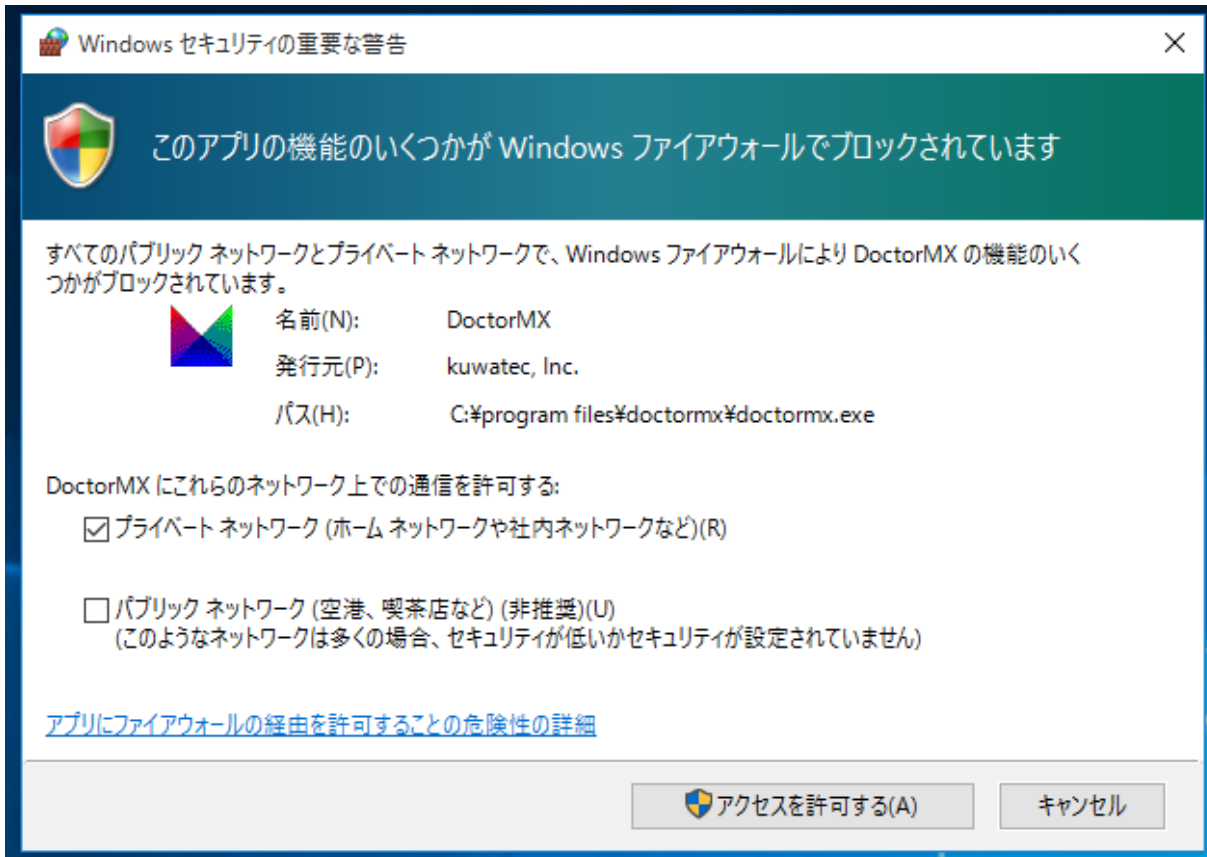 Windows セキュリティの重要な警告
このアプリの機能のいくつかが Windows ファイアウォールでブロックされています
すべてのパブリック ネットワークとプライベート ネットワークで、Windows ファイアウォールにより DoctorMX の機能のいく
つかがブロックされています。
名前(N): DoctorMX
発行元(P): kuwatec, Inc.
パス(H): C:¥program files¥doctormx¥doctormx.exe
DoctorMX にこれらのネットワーク上での通信を許可する:
プライベート ネットワーク (ホーム ネットワークや社内ネットワークなど)(R)
パブリック ネットワーク (空港、喫茶店など) (非推奨)(U)
(このようなネットワークは多くの場合、セキュリティが低いかセキュリティが設定されていません)
アプリにファイアウォールの経由を許可することの危険性の詳細
アクセスを許可する(A) キャンセル